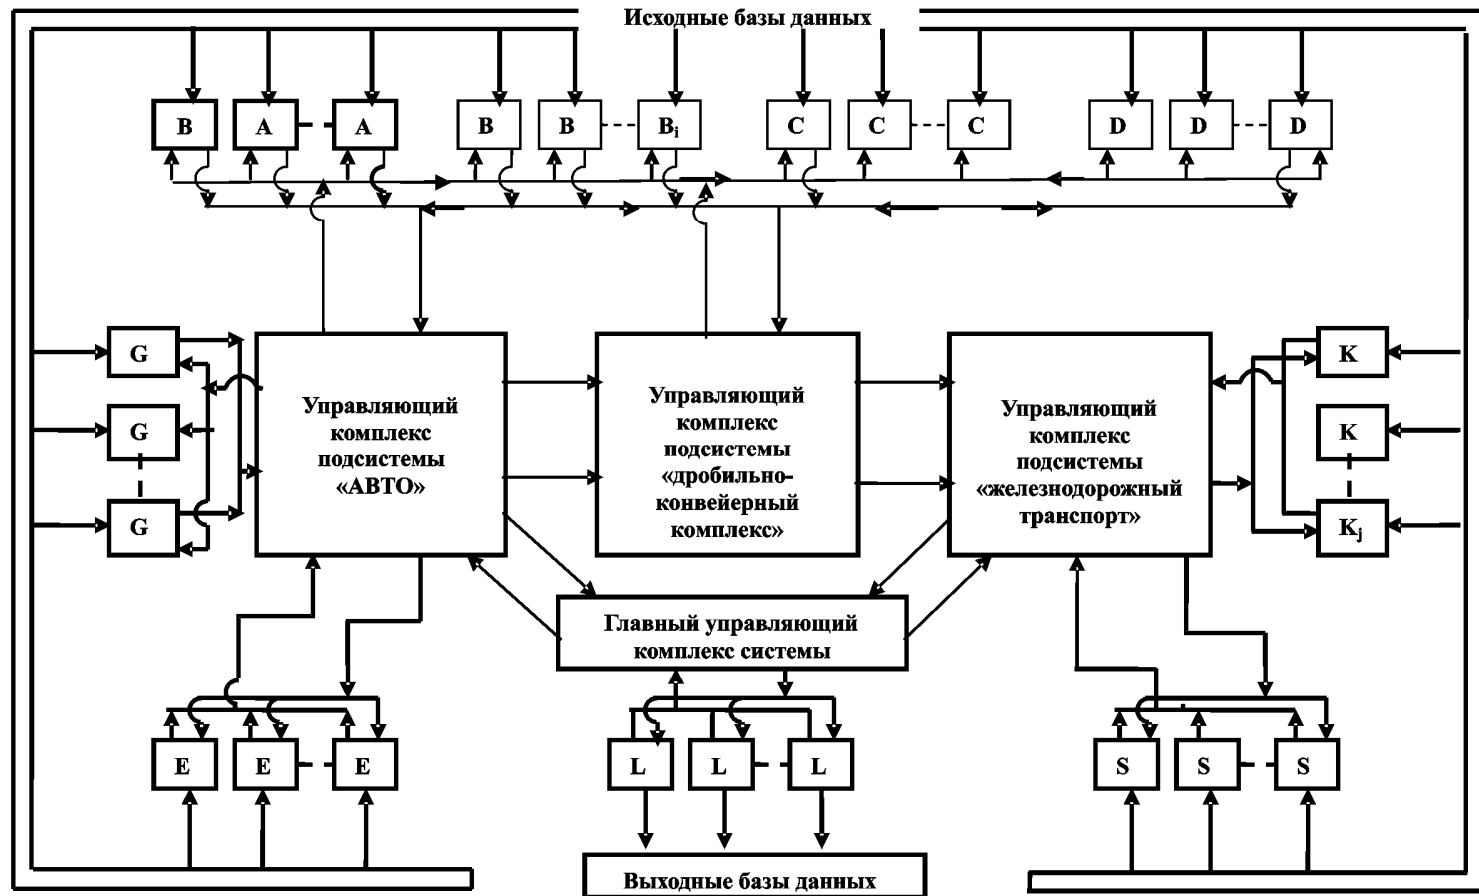 Исходные базы данных
B A A B B Bi C C C D D D
G
G
G
Управляющий
комплекс
подсистемы
«АВТО»
Управляющий
комплекс
подсистемы
«дробильно-
конвейерный
комплекс»
Управляющий
комплекс
подсистемы
«железнодорожный
транспорт»
K
K
Kj
Главный управляющий
комплекс системы
E E E L L L S S S
Выходные базы данных